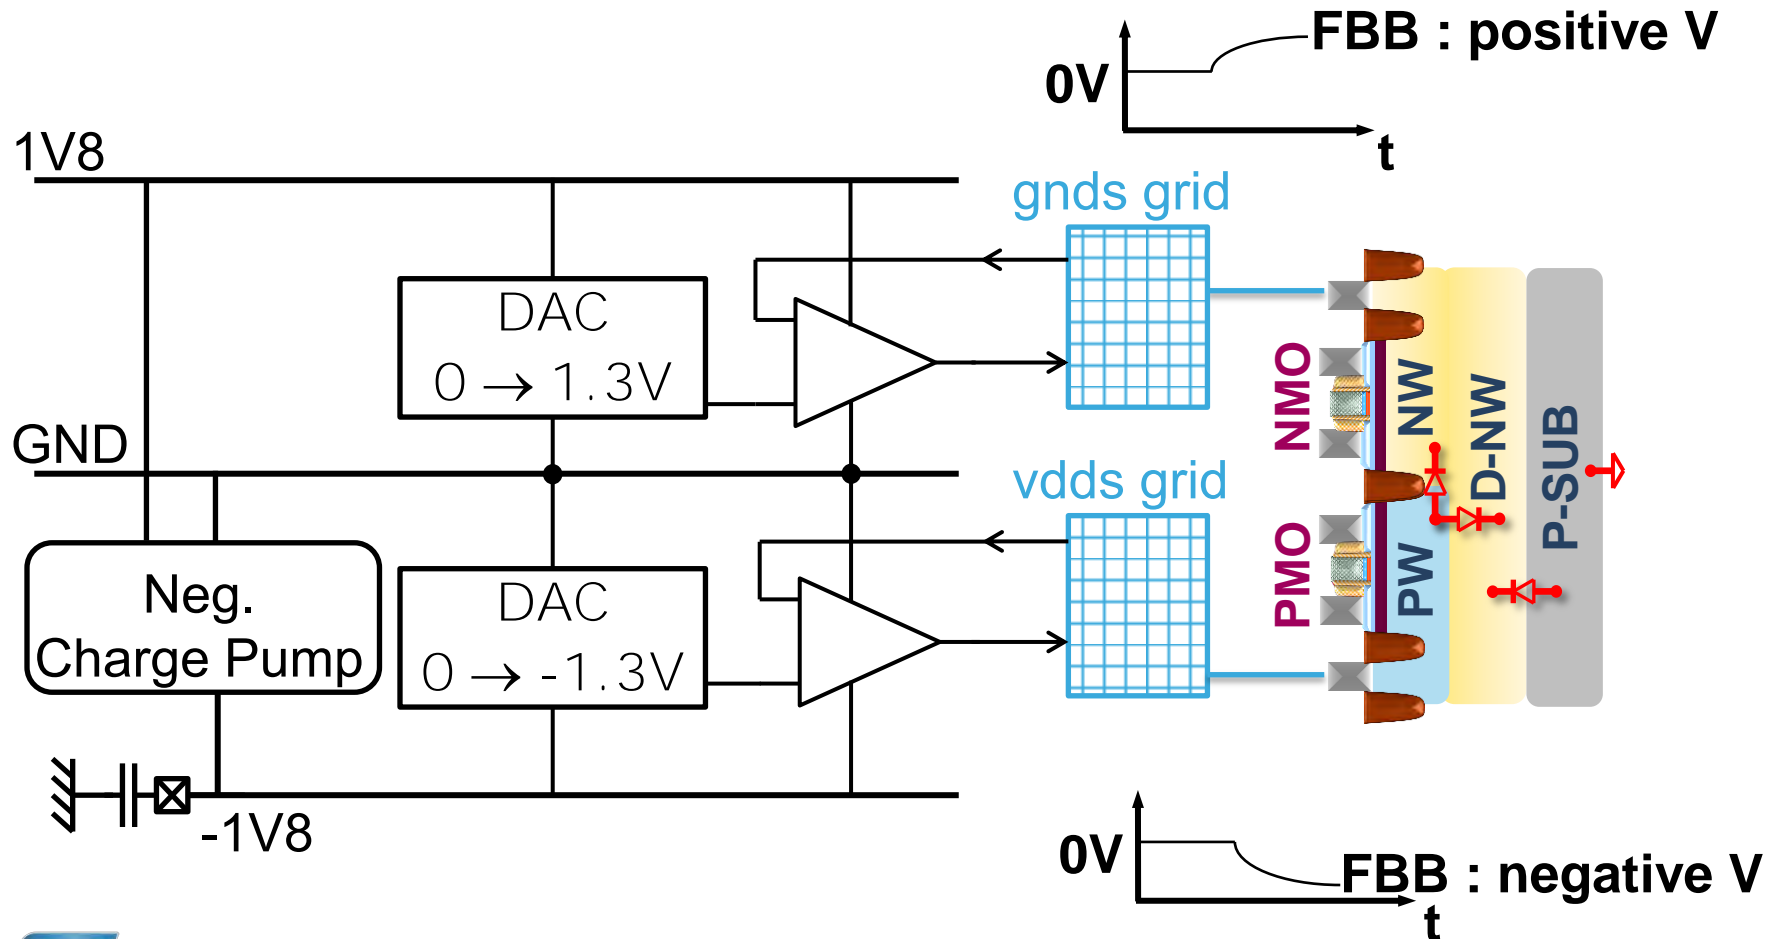 FBB : positive V
0V
t
1V8
gnds grid
DAC
0 → 1.3V
NMO
NW
D-NW
P-SUB
GND
vdds grid
PMO
PW
Neg.
Charge Pump
DAC
0 → -1.3V
-1V8
0V
FBB : negative V
t